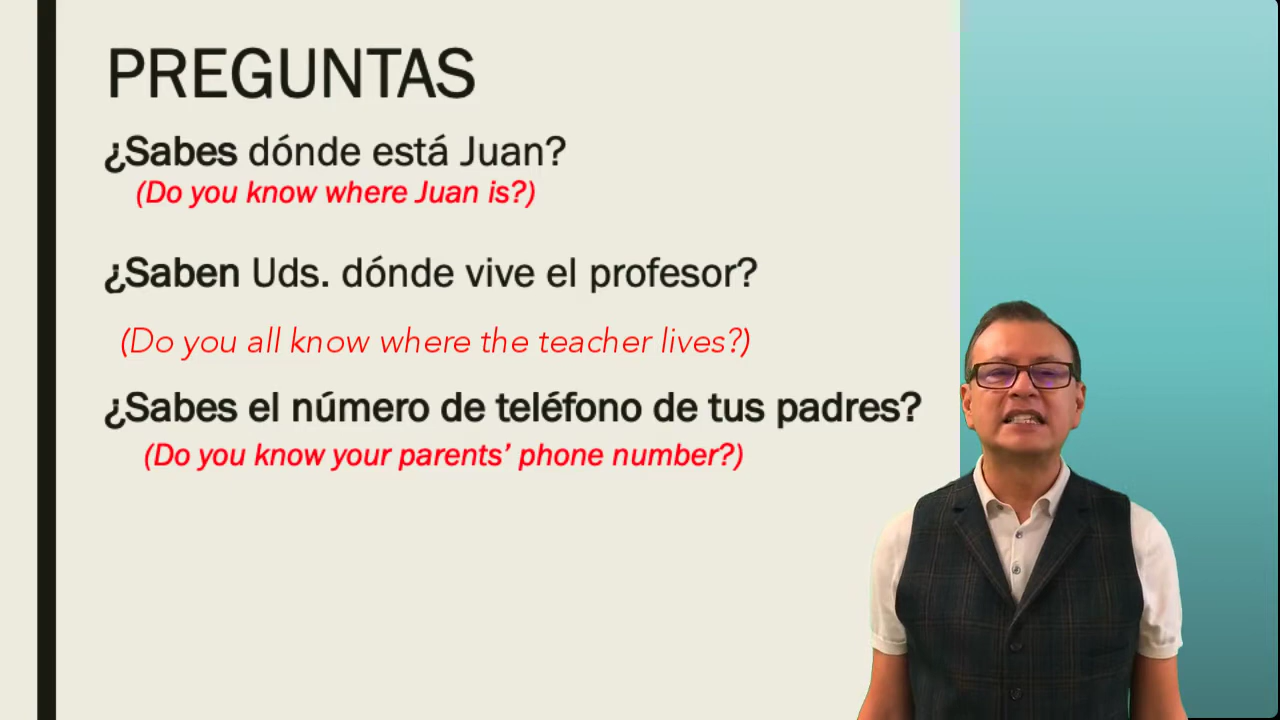 PREGUNTAS
¿Sabes dónde está Juan?
(Do you know where Juan is?)
¿Saben Uds. dónde vive el profesor?
(Do you all know where the teacher lives?)
¿Sabes el número de teléfono de tus padres?
(Do you know your parents’ phone number?)